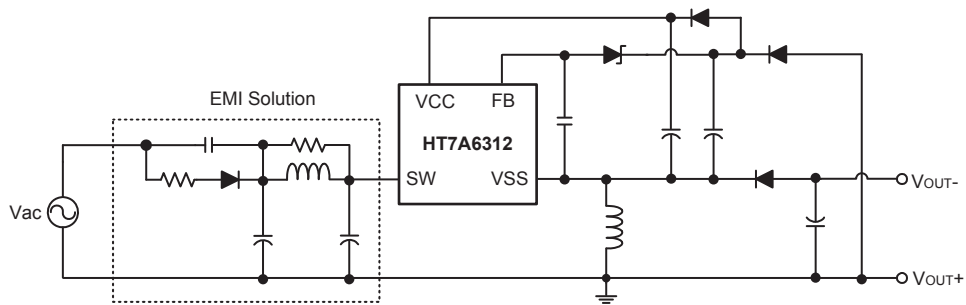 EMI Solution
VCC FB
HT7A6312
SW VSS
Vac
VOUT-
VOUT+